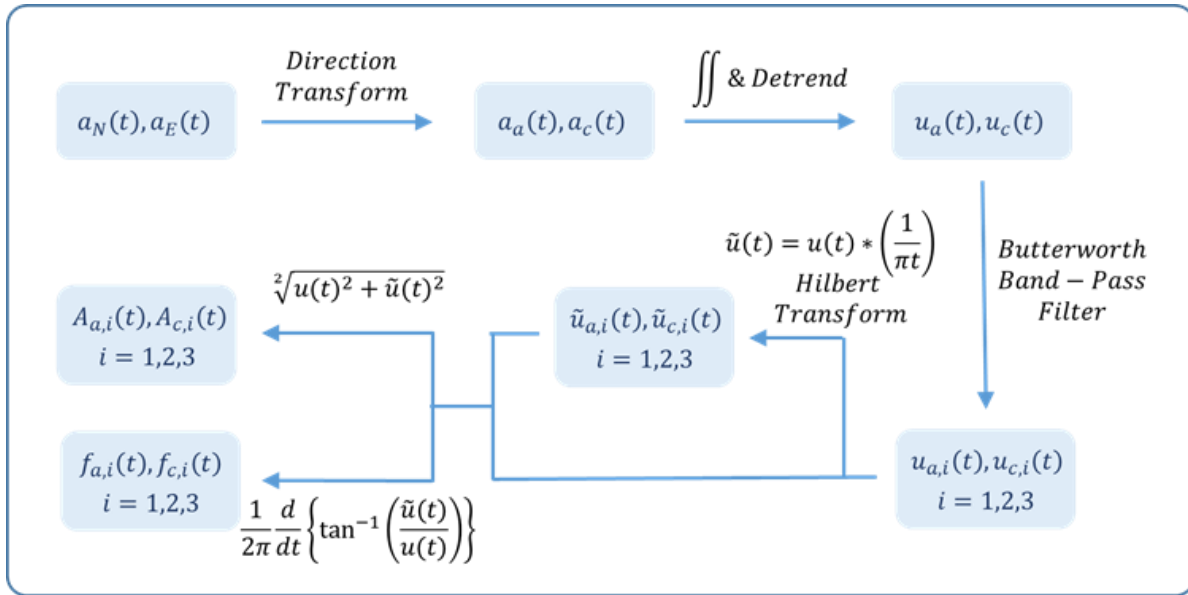 Direction
Transform
∬ & Detrend
a_N(t), a_E(t)
a_a(t), a_c(t)
u_a(t), u_c(t)
ũ(t) = u(t) * (1/(πt))
Hilbert
Transform
Butterworth
Band − Pass
Filter
²√(u(t)² + ũ(t)²)
A_{a,i}(t), A_{c,i}(t)
i = 1,2,3
ũ_{a,i}(t), ũ_{c,i}(t)
i = 1,2,3
f_{a,i}(t), f_{c,i}(t)
i = 1,2,3
u_{a,i}(t), u_{c,i}(t)
i = 1,2,3
1/(2π) d/dt {tan⁻¹(ũ(t)/u(t))}